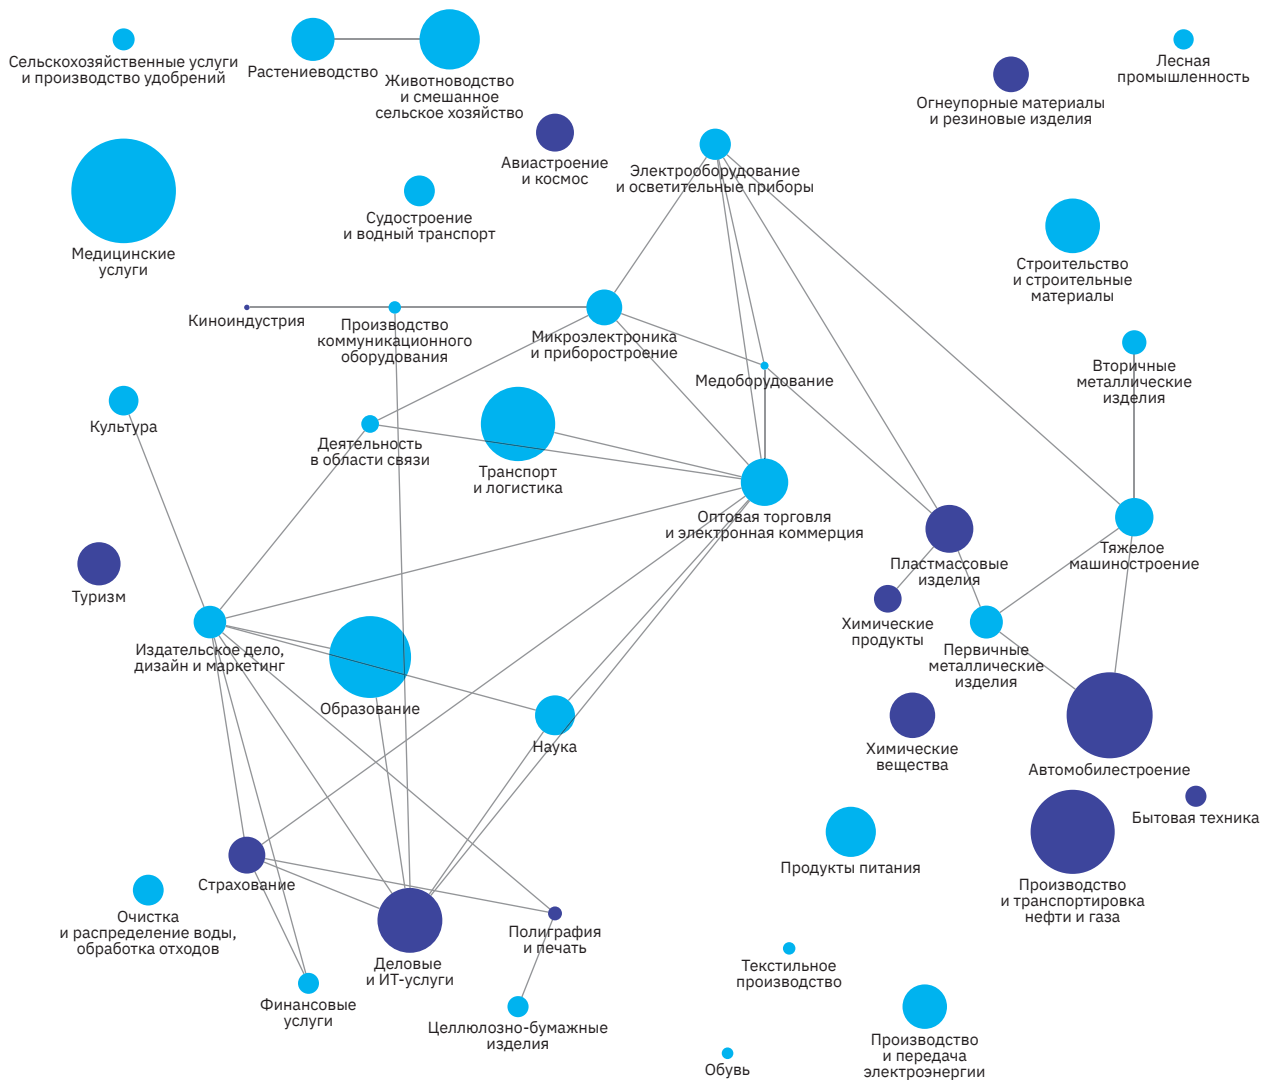 Сельскохозяйственные услуги
и производство удобрений
Растениеводство
Животноводство
и смешанное
сельское хозяйство
Огнеупорные материалы
и резиновые изделия
Лесная
промышленность
Авиастроение
и космос
Электрооборудование
и осветительные приборы
Медицинские
услуги
Судостроение
и водный транспорт
Строительство
и строительные
материалы
Киноиндустрия
Производство
коммуникационного
оборудования
Микроэлектроника
и приборостроение
Медоборудование
Вторичные
металлические
изделия
Культура
Деятельность
в области связи
Транспорт
и логистика
Оптовая торговля
и электронная коммерция
Пластмассовые
изделия
Тяжелое
машиностроение
Туризм
Химические
продукты
Издательское дело,
дизайн и маркетинг
Первичные
металлические
изделия
Образование
Наука
Химические
вещества
Автомобилестроение
Бытовая техника
Страхование
Продукты питания
Производство
и транспортировка
нефти и газа
Очистка
и распределение воды,
обработка отходов
Деловые
и ИТ-услуги
Полиграфия
и печать
Текстильное
производство
Финансовые
услуги
Целлюлозно-бумажные
изделия
Производство
и передача
электроэнергии
Обувь